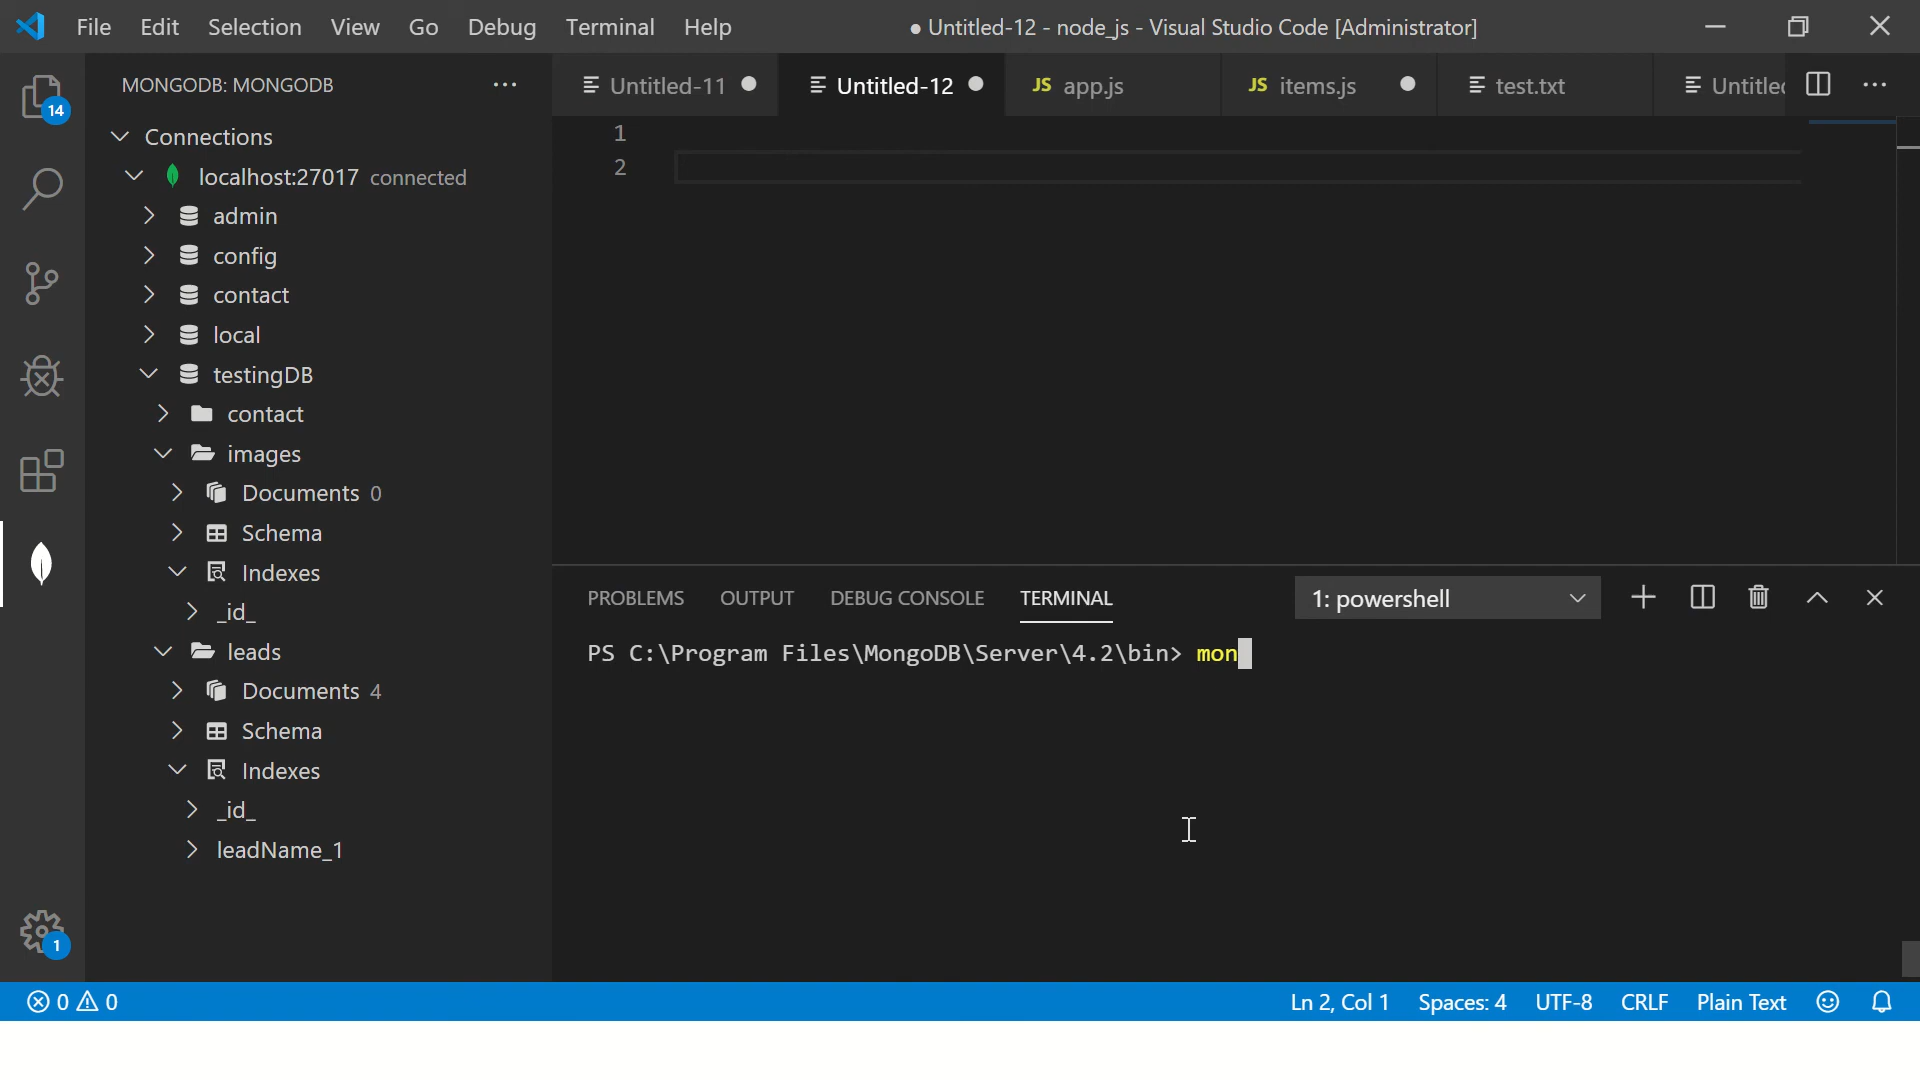 File Edit Selection View Go Debug Terminal Help
● Untitled-12 - node_js - Visual Studio Code [Administrator]
14
MONGODB: MONGODB
Connections
localhost:27017 connected
admin
config
contact
local
testingDB
contact
images
Documents 0
Schema
Indexes
_id_
leads
Documents 4
Schema
Indexes
_id_
leadName_1
1
Untitled-11
Untitled-12
JS app.js
JS items.js
test.txt
1
2
PROBLEMS OUTPUT DEBUG CONSOLE TERMINAL
1: powershell
PS C:\Program Files\MongoDB\Server\4.2\bin> mon
0 0
Ln 2, Col 1 Spaces: 4 UTF-8 CRLF Plain Text